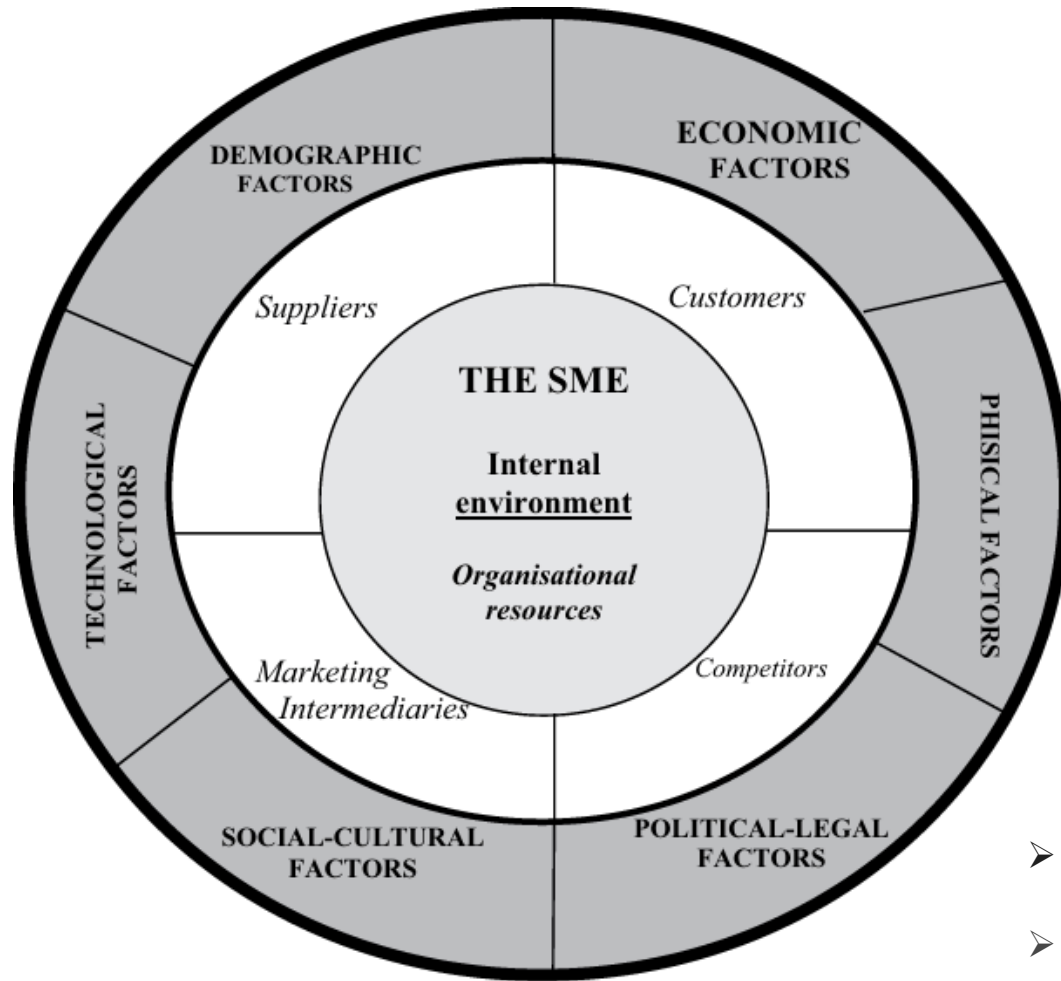 DEMOGRAPHIC
FACTORS
ECONOMIC
FACTORS
Suppliers
Customers
THE SME
Internal
environment
Organisational
resources
TECHNOLOGICAL
FACTORS
PHISICAL FACTORS
Marketing
Intermediaries
Competitors
SOCIAL-CULTURAL
FACTORS
POLITICAL-LEGAL
FACTORS
➢
➢